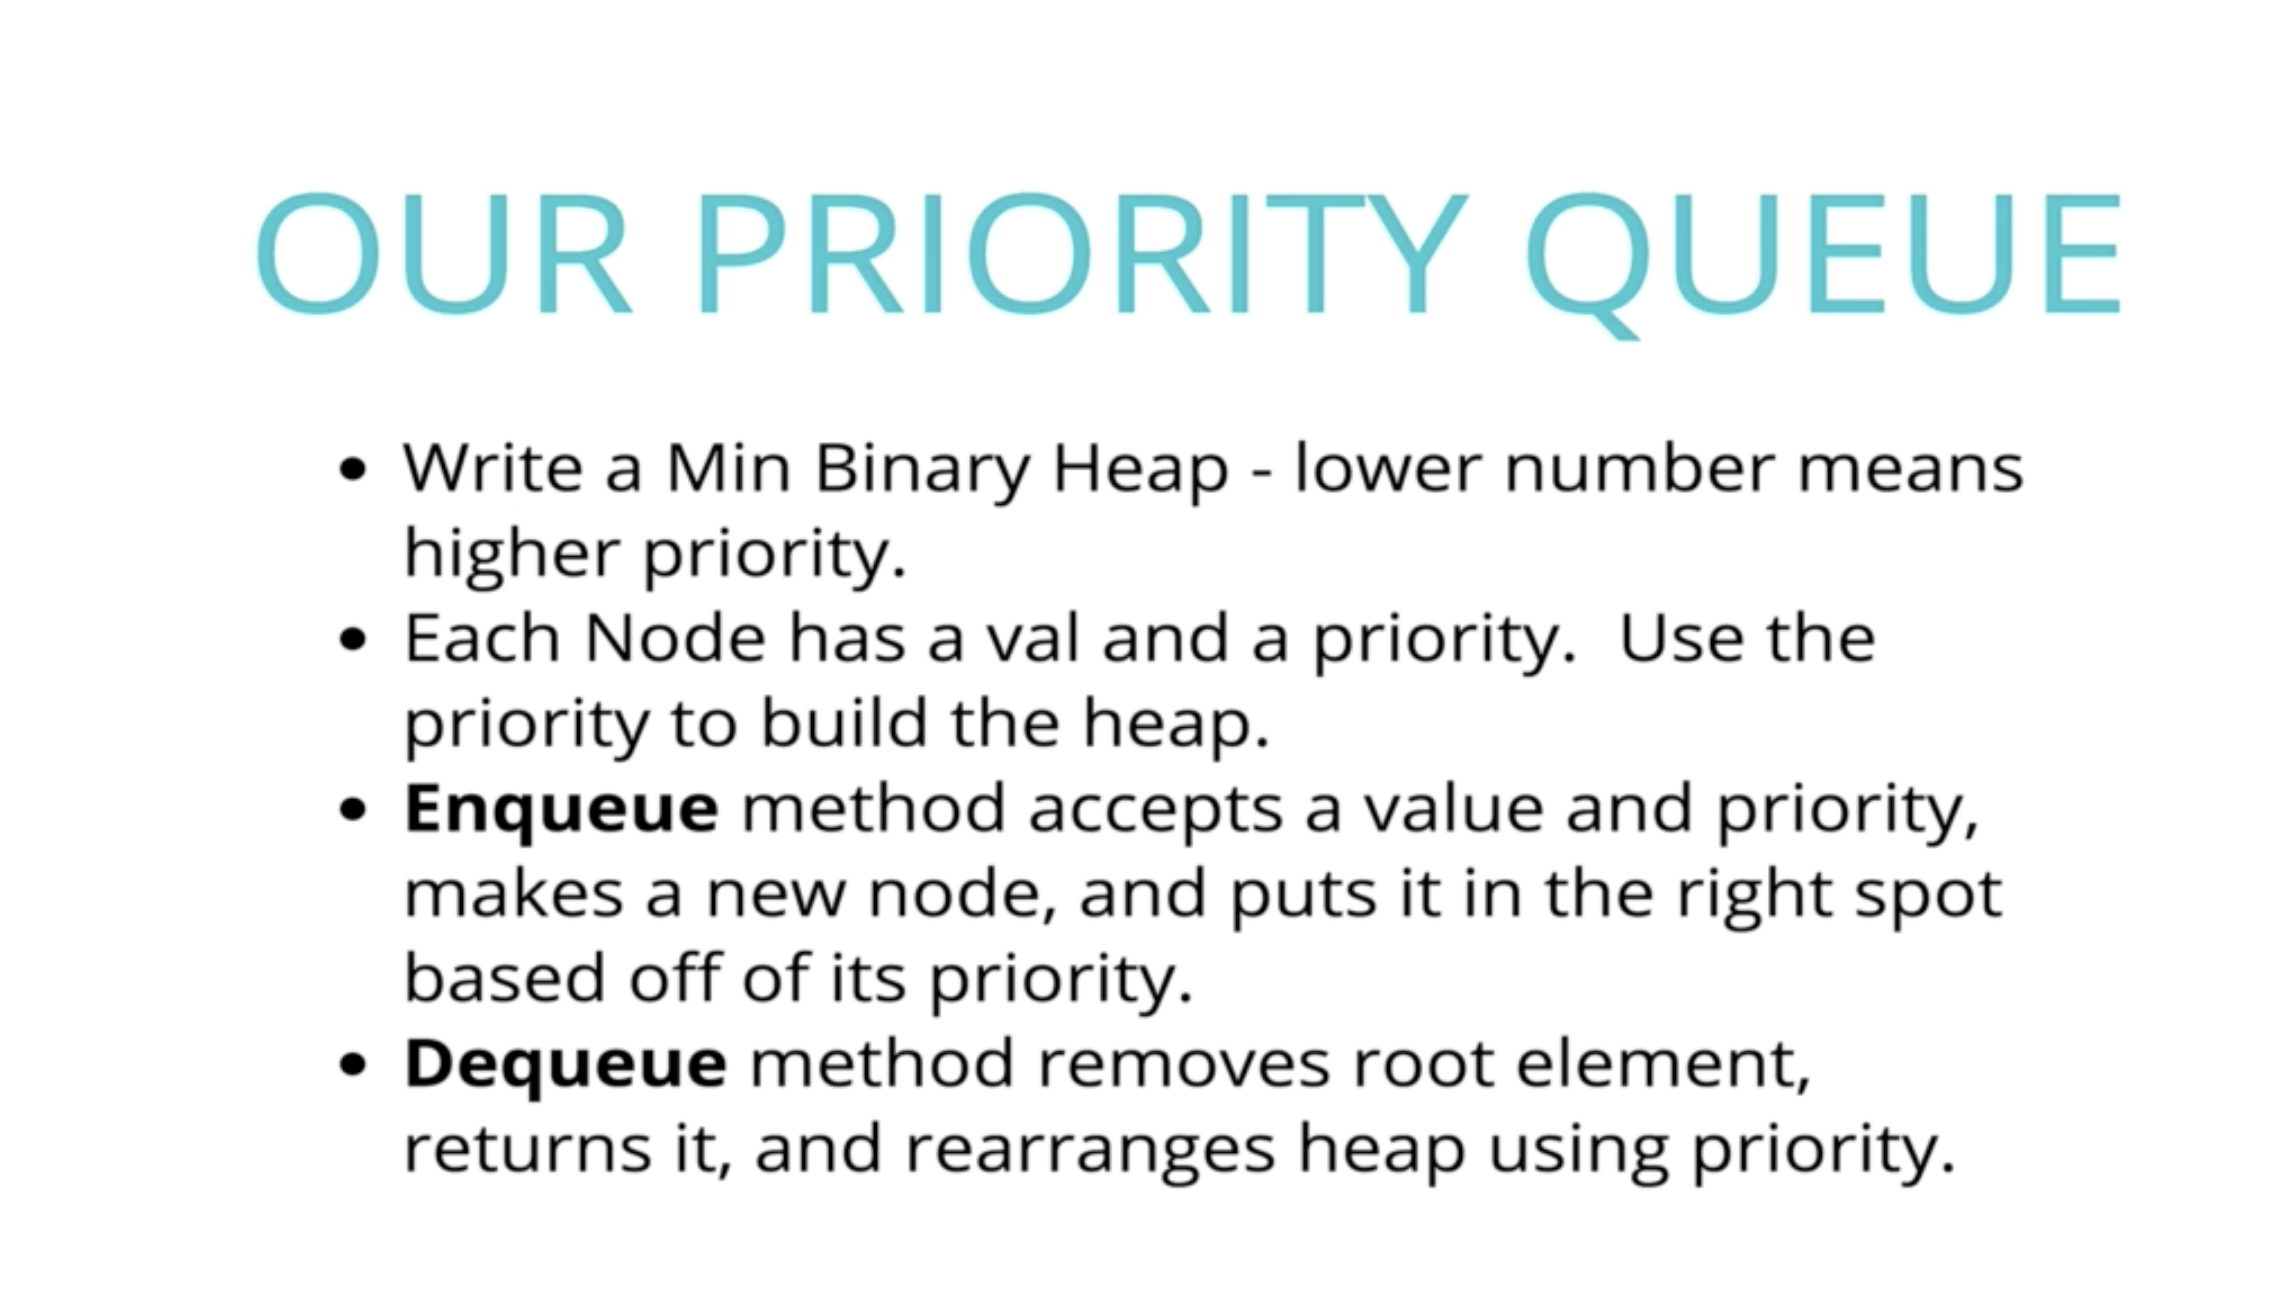 OUR PRIORITY QUEUE
• Write a Min Binary Heap - lower number means
higher priority.
• Each Node has a val and a priority.  Use the
priority to build the heap.
• Enqueue method accepts a value and priority,
makes a new node, and puts it in the right spot
based off of its priority.
• Dequeue method removes root element,
returns it, and rearranges heap using priority.